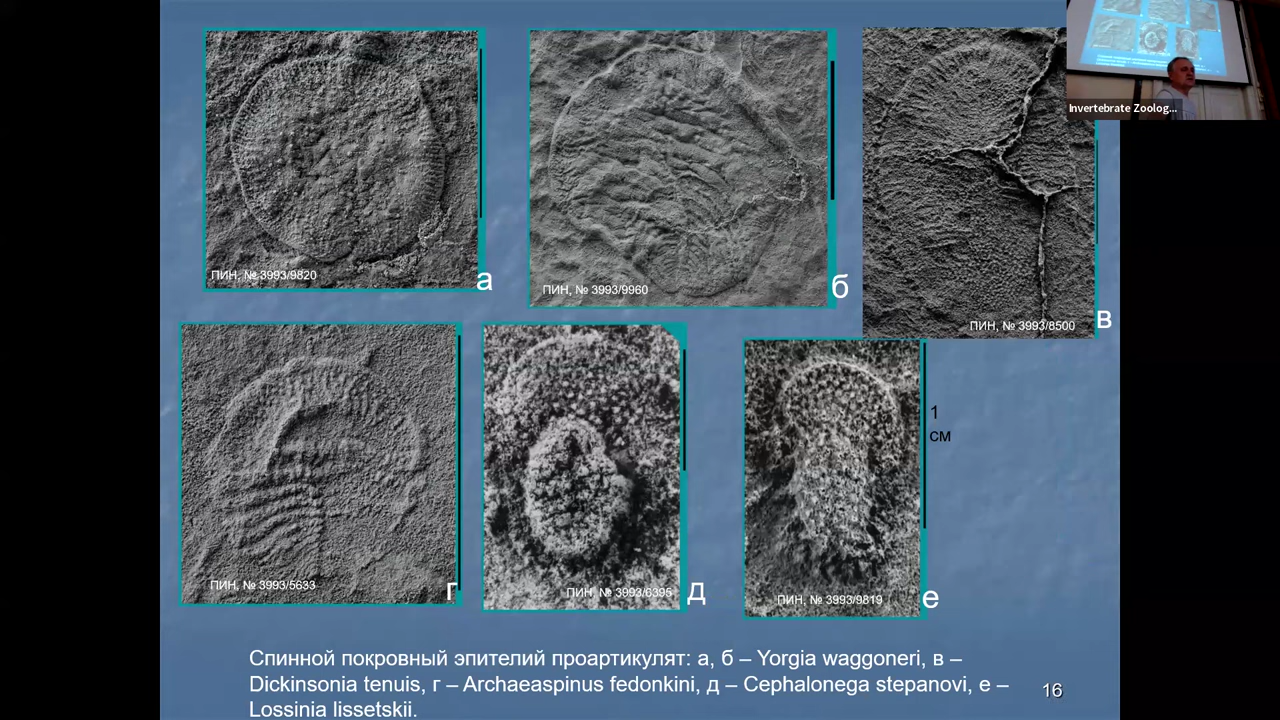 Invertebrate Zoolog...
ПИН, № 3993/9820
а
ПИН, № 3993/9960
б
ПИН, № 3993/8500
в
ПИН, № 3993/5633
г
ПИН, № 3993/6395
д
ПИН, № 3993/9819
е
1
см
Спинной покровный эпителий проартикулят: а, б – Yorgia waggoneri, в –
Dickinsonia tenuis, г – Archaeaspinus fedonkini, д – Cephalonega stepanovi, е –
Lossinia lissetskii.
16